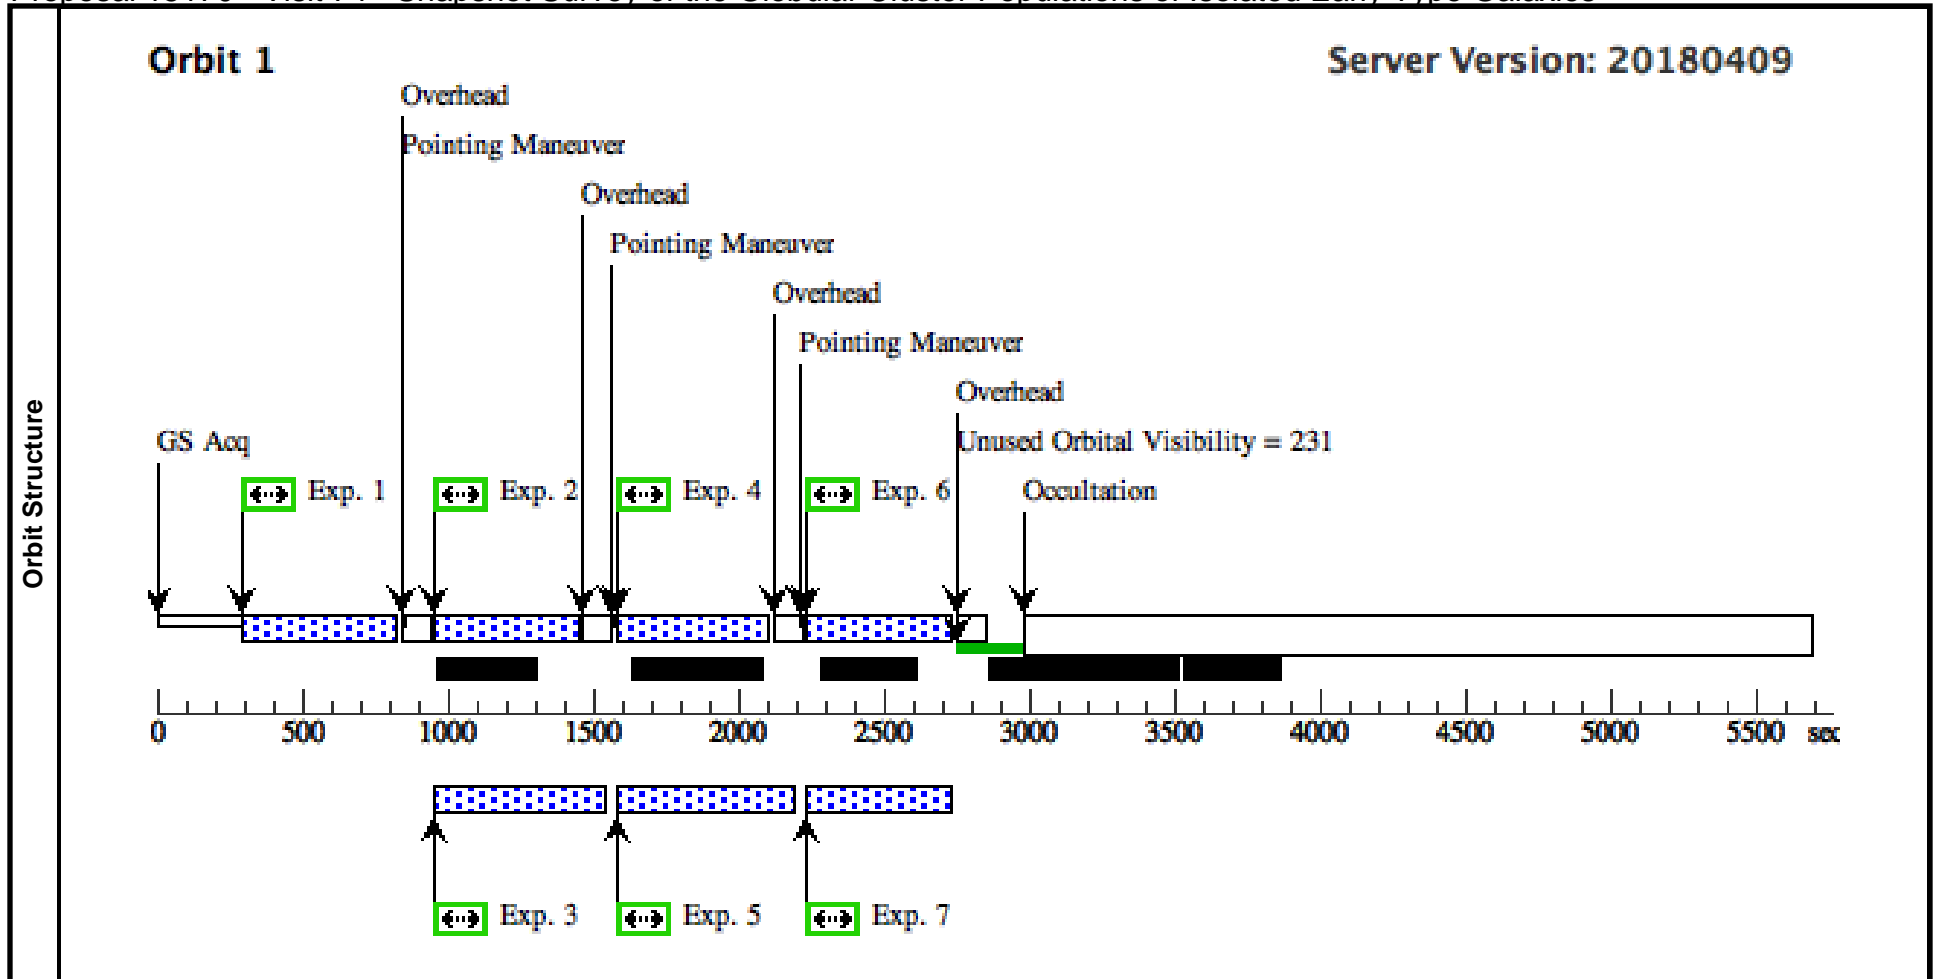 Orbit 1
Server Version: 20180409
Overhead
Pointing Maneuver
Overhead
Pointing Maneuver
Overhead
Pointing Maneuver
Overhead
GS Acq
Unused Orbital Visibility = 231
Exp. 1
Exp. 2
Exp. 4
Exp. 6
Occultation
Orbit Structure
0 500 1000 1500 2000 2500 3000 3500 4000 4500 5000 5500 sec
Exp. 3
Exp. 5
Exp. 7